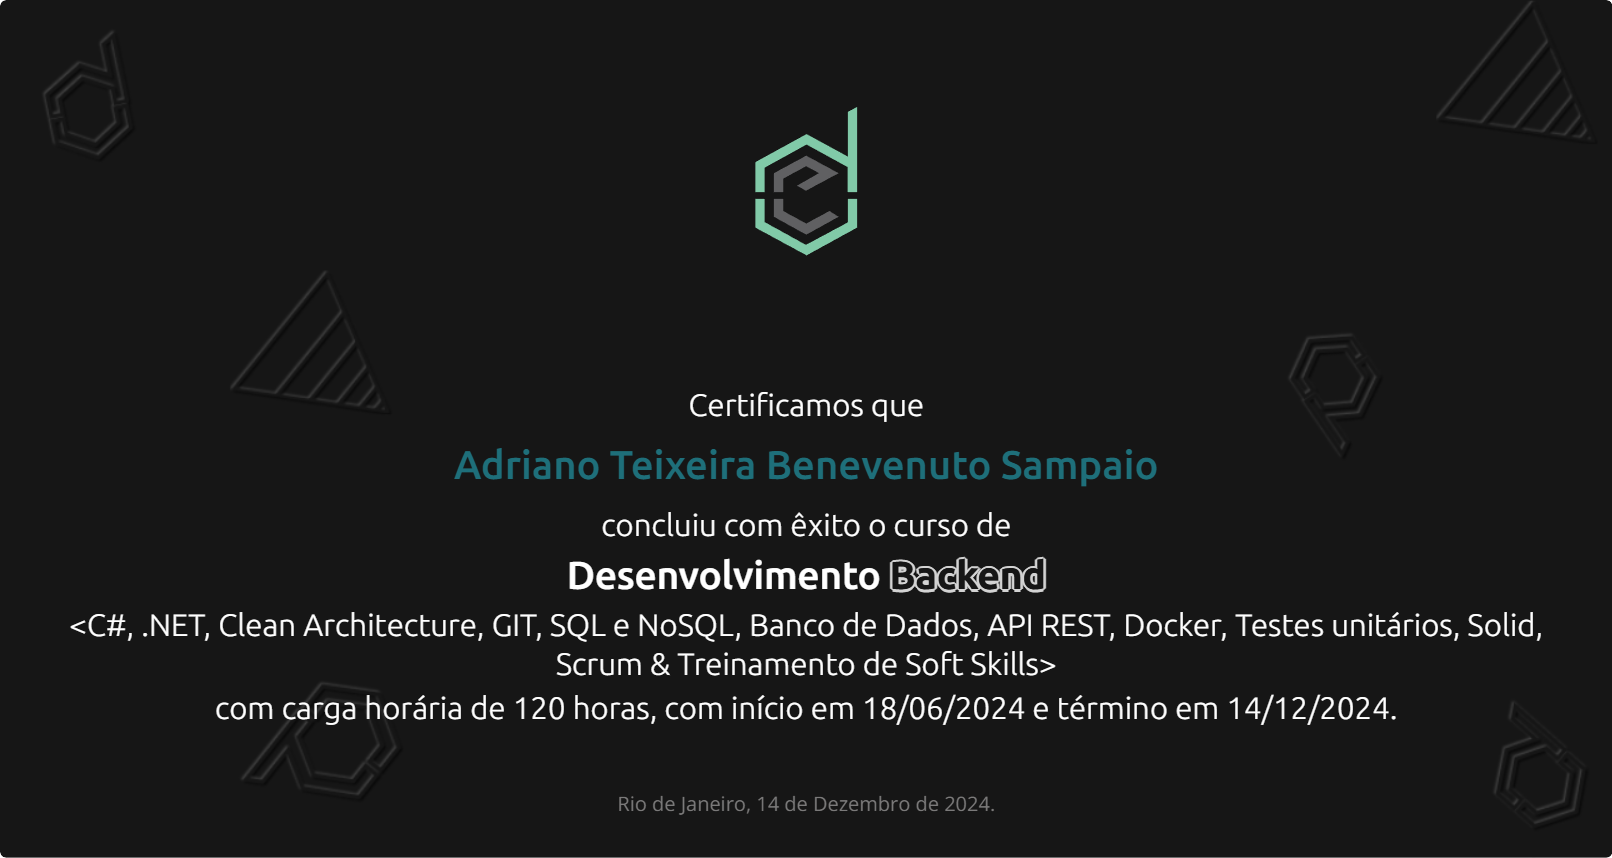 Certificamos que
Adriano Teixeira Benevenuto Sampaio
concluiu com êxito o curso de
Desenvolvimento Backend
<C#, .NET, Clean Architecture, GIT, SQL e NoSQL, Banco de Dados, API REST, Docker, Testes unitários, Solid,
Scrum & Treinamento de Soft Skills>
com carga horária de 120 horas, com início em 18/06/2024 e término em 14/12/2024.
Rio de Janeiro, 14 de Dezembro de 2024.